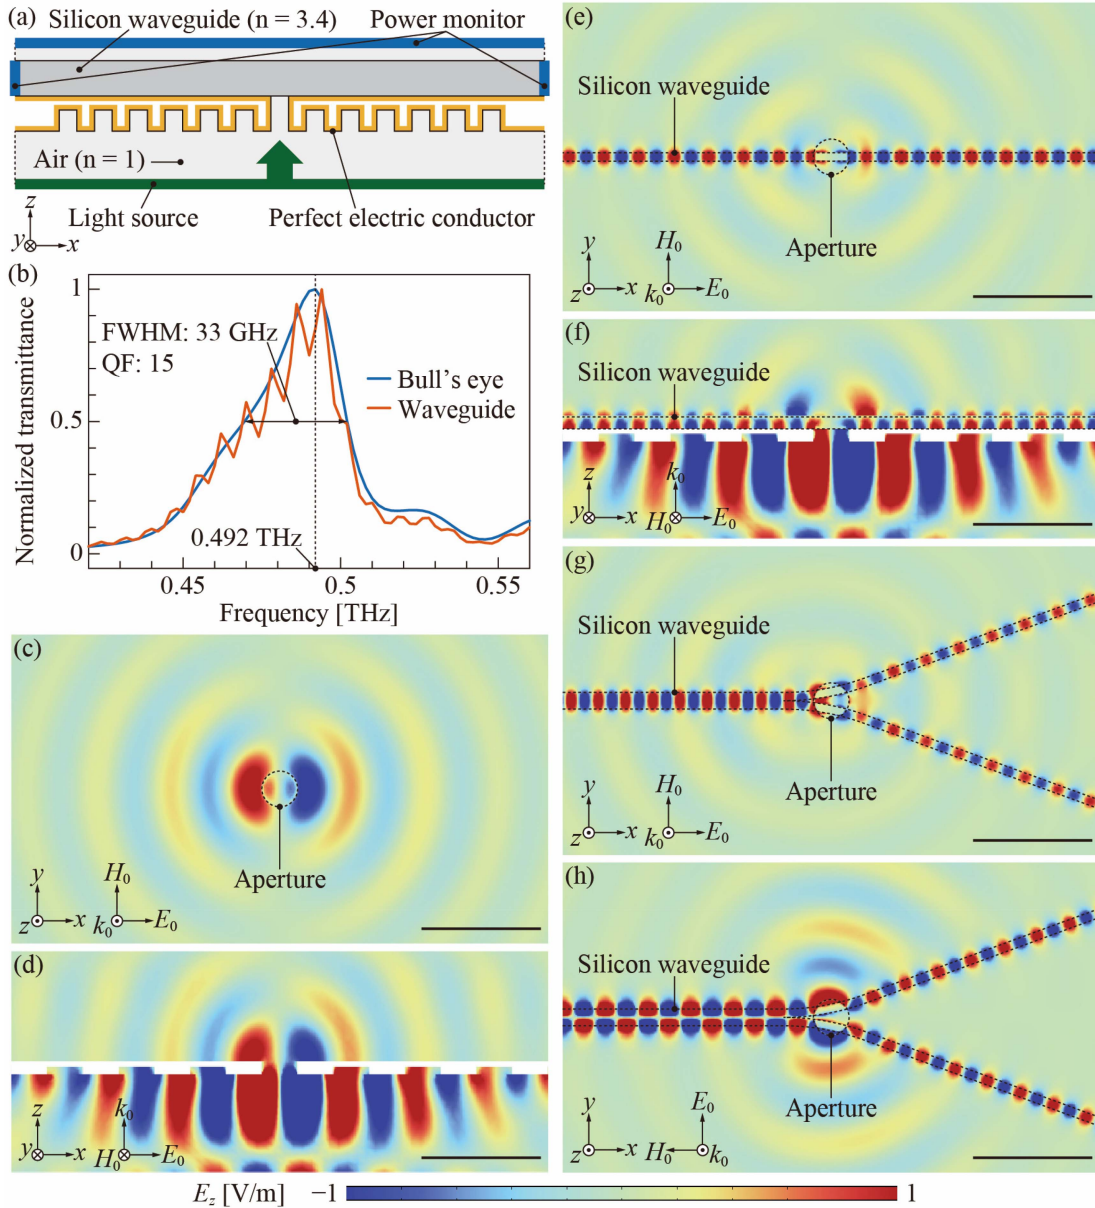 (a)
Silicon waveguide (n = 3.4)
Power monitor
Air (n = 1)
Light source
Perfect electric conductor
z
y x
(b)
Normalized transmittance
1
0.5
0
FWHM: 33 GHz
QF: 15
Bull's eye
Waveguide
0.492 THz
0.45 0.5 0.55
Frequency [THz]
(c)
Aperture
y H₀
z x k₀ E₀
(d)
z k₀
y x H₀ E₀
(e)
Silicon waveguide
Aperture
y H₀
z x k₀ E₀
(f)
Silicon waveguide
z k₀
y x H₀ E₀
(g)
Silicon waveguide
Aperture
y H₀
z x k₀ E₀
(h)
Silicon waveguide
Aperture
y E₀
z x H₀ k₀
E_z [V/m] −1 1